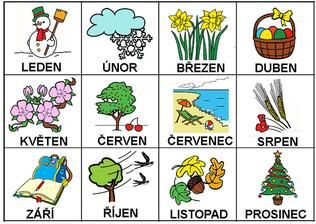 LEDEN
ÚNOR
BŘEZEN
DUBEN
KVĚTEN
ČERVEN
ČERVENEC
SRPEN
ZÁŘÍ
ŘÍJEN
LISTOPAD
PROSINEC